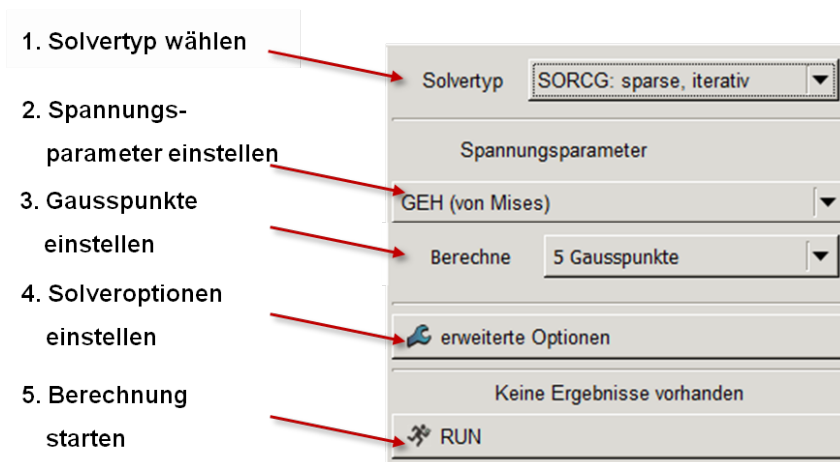 1. Solvertyp wählen
2. Spannungs-
parameter einstellen
3. Gausspunkte
einstellen
4. Solveroptionen
einstellen
5. Berechnung
starten
Solvertyp SORCG: sparse, iterativ
Spannungsparameter
GEH (von Mises)
Berechne 5 Gausspunkte
erweiterte Optionen
Keine Ergebnisse vorhanden
RUN